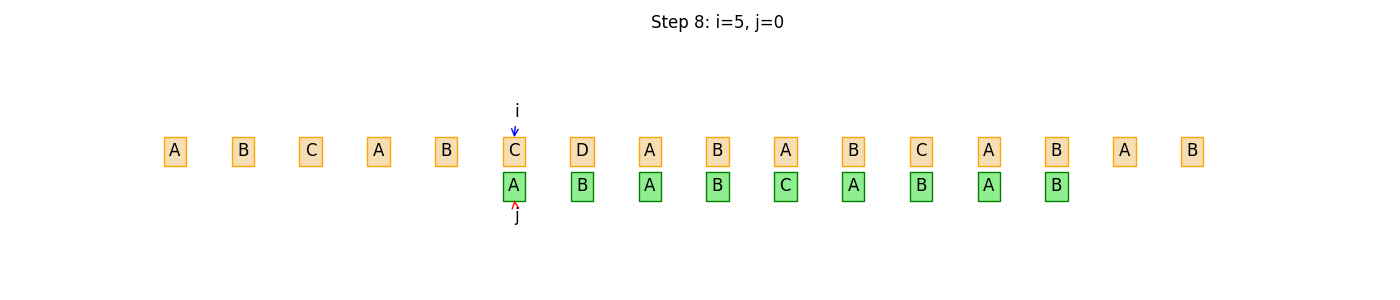 Step 8: i=5, j=0
i
A B C A B C D A B A B C A B A B
A B A B C A B A B
j